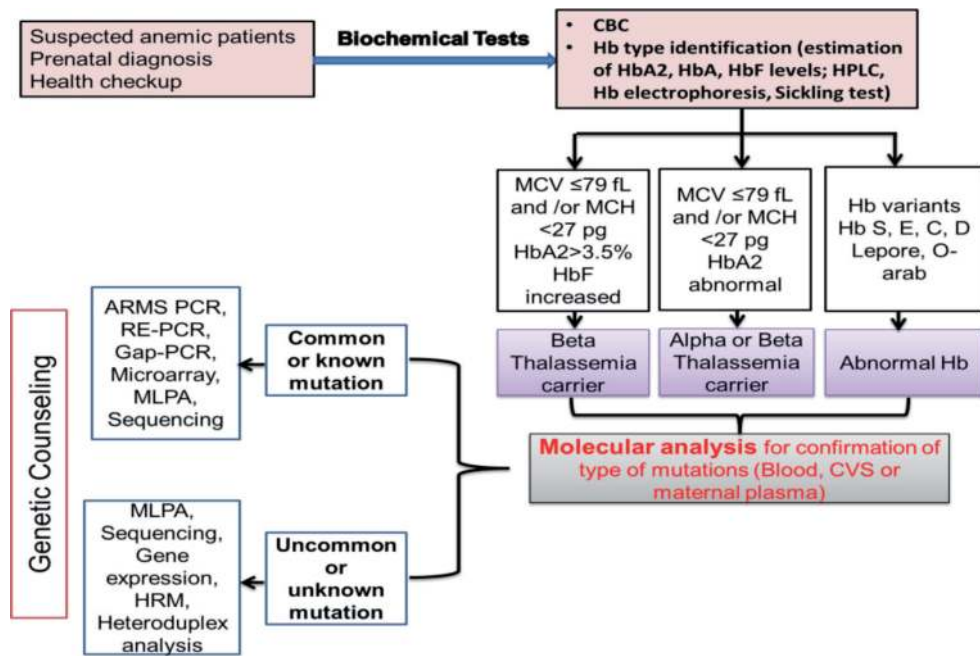 Suspected anemic patients
Prenatal diagnosis
Health checkup
Biochemical Tests
• CBC
• Hb type identification (estimation
of HbA2, HbA, HbF levels; HPLC,
Hb electrophoresis, Sickling test)
MCV ≤79 fL
and /or MCH
<27 pg
HbA2>3.5%
HbF
increased
MCV ≤79 fL
and /or MCH
<27 pg
HbA2
abnormal
Hb variants
Hb S, E, C, D
Lepore, O-
arab
Beta
Thalassemia
carrier
Alpha or Beta
Thalassemia
carrier
Abnormal Hb
Molecular analysis for confirmation of
type of mutations (Blood, CVS or
maternal plasma)
Common
or known
mutation
ARMS PCR,
RE-PCR,
Gap-PCR,
Microarray,
MLPA,
Sequencing
Uncommon
or
unknown
mutation
MLPA,
Sequencing,
Gene
expression,
HRM,
Heteroduplex
analysis
Genetic Counseling